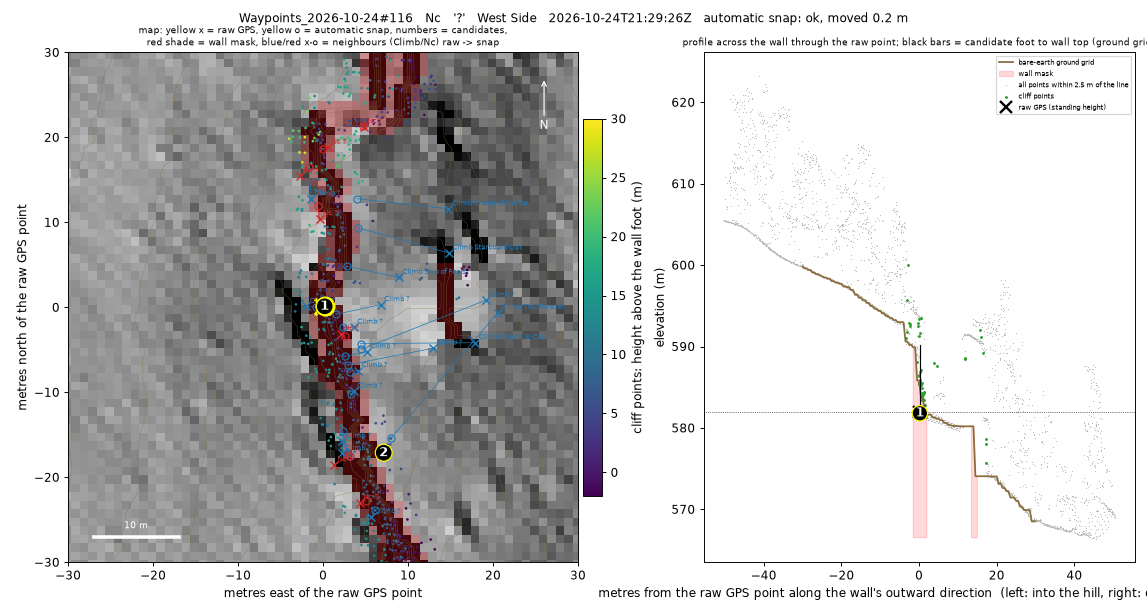 Waypoints_2026-10-24#116   Nc   '?'   West Side   2026-10-24T21:29:26Z   automatic snap: ok, moved 0.2 m
map: yellow x = raw GPS, yellow o = automatic snap, numbers = candidates,
red shade = wall mask, blue/red x-o = neighbours (Climb/Nc) raw -> snap
profile across the wall through the raw point; black bars = candidate foot to wall top (ground gri
bare-earth ground grid
wall mask
all points within 2.5 m of the line
cliff points
raw GPS (standing height)
N
Climb ?
Climb ?
Climb ?
Climb ?
1
2
1
10 m
metres north of the raw GPS point
30
20
10
0
−10
−20
−30
−30
−20
−10
0
10
20
30
metres east of the raw GPS point
30
25
20
15
10
5
0
cliff points: height above the wall foot (m)
elevation (m)
620
610
600
590
580
570
−40
−20
0
20
40
metres from the raw GPS point along the wall's outward direction  (left: into the hill, right: